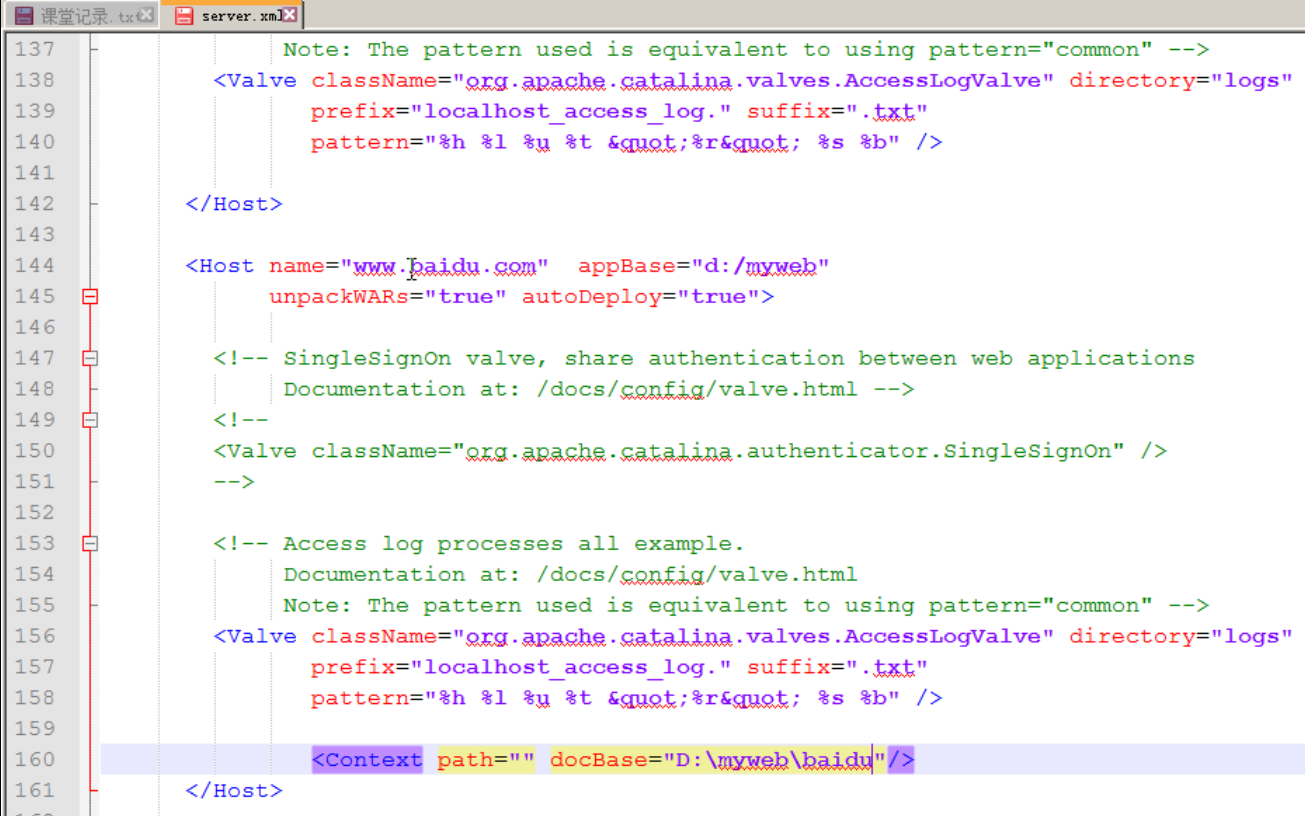 课堂记录.txt server.xml
137 Note: The pattern used is equivalent to using pattern="common" -->
138 <Valve className="org.apache.catalina.valves.AccessLogValve" directory="logs"
139 prefix="localhost_access_log." suffix=".txt"
140 pattern="%h %l %u %t &quot;%r&quot; %s %b" />
141
142 </Host>
143
144 <Host name="www.baidu.com"  appBase="d:/myweb"
145 unpackWARs="true" autoDeploy="true">
146
147 <!-- SingleSignOn valve, share authentication between web applications
148 Documentation at: /docs/config/valve.html -->
149 <!--
150 <Valve className="org.apache.catalina.authenticator.SingleSignOn" />
151 -->
152
153 <!-- Access log processes all example.
154 Documentation at: /docs/config/valve.html
155 Note: The pattern used is equivalent to using pattern="common" -->
156 <Valve className="org.apache.catalina.valves.AccessLogValve" directory="logs"
157 prefix="localhost_access_log." suffix=".txt"
158 pattern="%h %l %u %t &quot;%r&quot; %s %b" />
159
160 <Context path="" docBase="D:\myweb\baidu"/>
161 </Host>